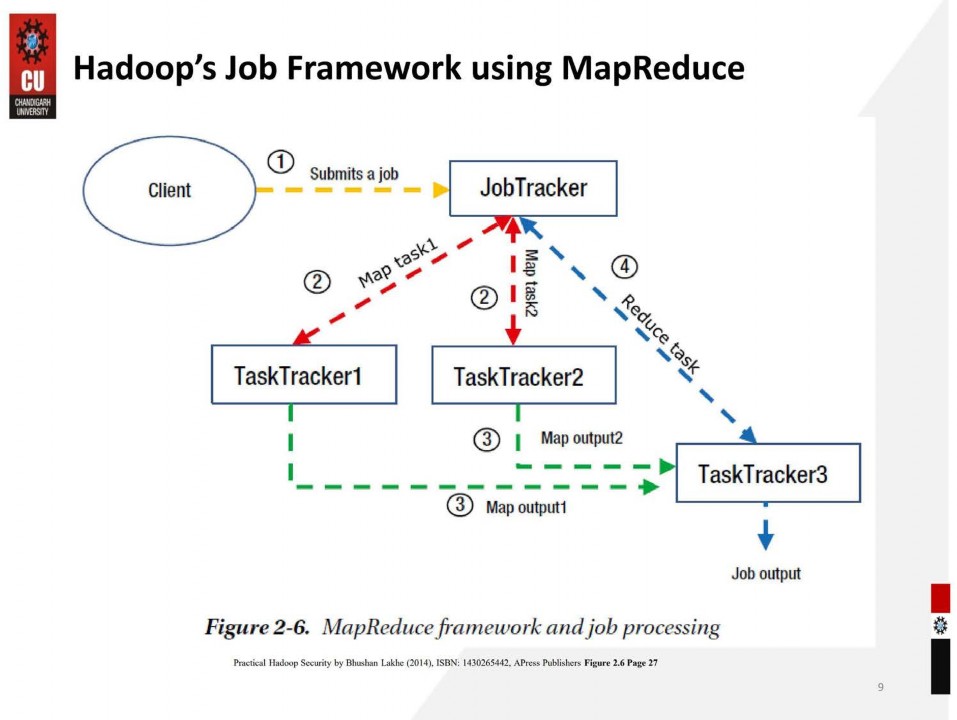 CU
CHANDIGARH
UNIVERSITY
Hadoop’s Job Framework using MapReduce
Client
1
Submits a job
JobTracker
2
Map task1
2
Map task2
4
Reduce task
TaskTracker1
TaskTracker2
3
Map output2
TaskTracker3
3
Map output1
Job output
Figure 2-6. MapReduce framework and job processing
Practical Hadoop Security by Bhushan Lakhe (2014), ISBN: 1430265442, APress Publishers Figure 2.6 Page 27
9